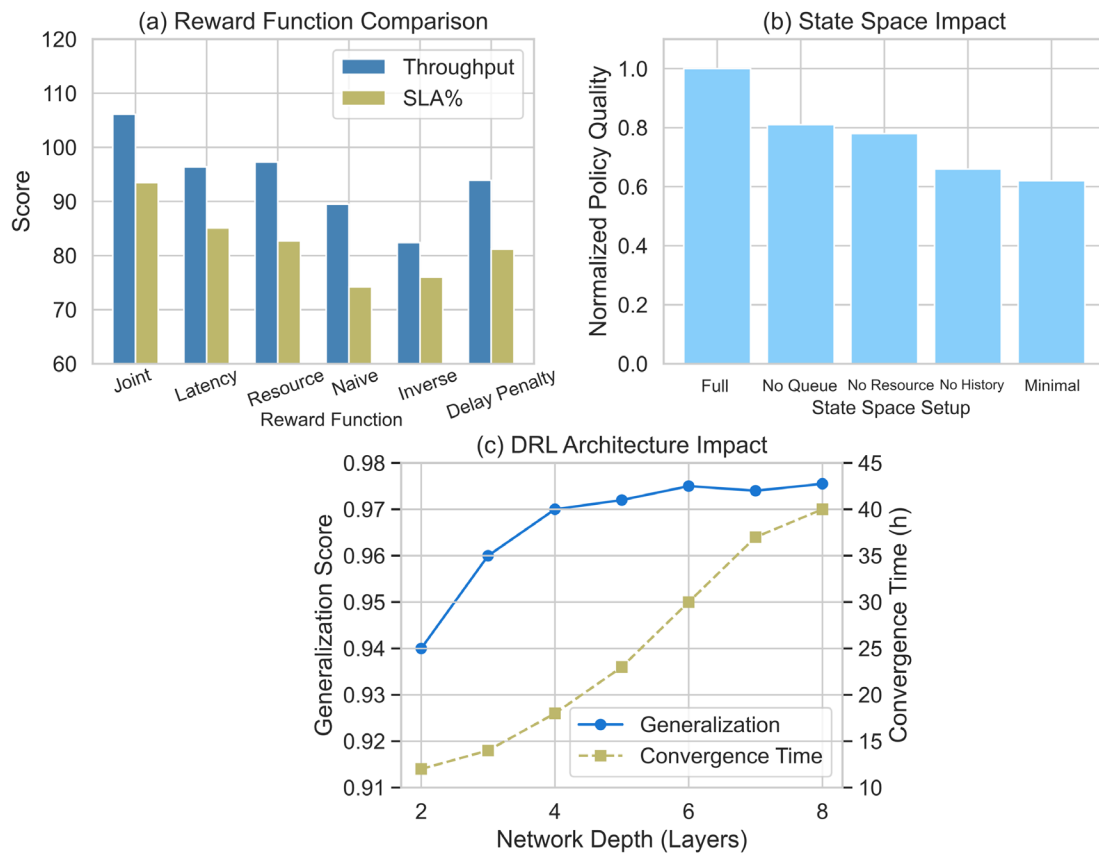 (a) Reward Function Comparison
120
110
100
90
80
70
60
Score
Throughput
SLA%
Joint
Latency
Resource
Naive
Inverse
Delay Penalty
Reward Function
(b) State Space Impact
1.0
0.8
0.6
0.4
0.2
0.0
Normalized Policy Quality
Full
No Queue
No Resource
No History
Minimal
State Space Setup
(c) DRL Architecture Impact
0.98
0.97
0.96
0.95
0.94
0.93
0.92
0.91
Generalization Score
45
40
35
30
25
20
15
10
Convergence Time (h)
Generalization
Convergence Time
2
4
6
8
Network Depth (Layers)